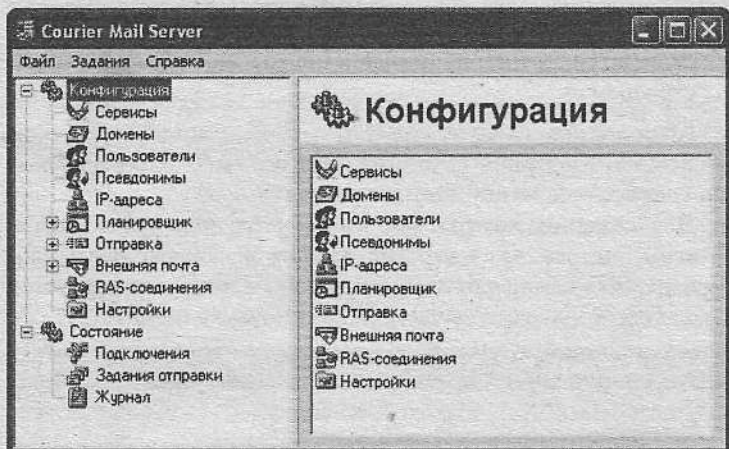 Courier Mail Server
Файл Задания Справка
Конфигурация
Сервисы
Домены
Пользователи
Псевдонимы
IP-адреса
Планировщик
Отправка
Внешняя почта
RAS-соединения
Настройки
Состояние
Подключения
Задания отправки
Журнал
Конфигурация
Сервисы
Домены
Пользователи
Псевдонимы
IP-адреса
Планировщик
Отправка
Внешняя почта
RAS-соединения
Настройки